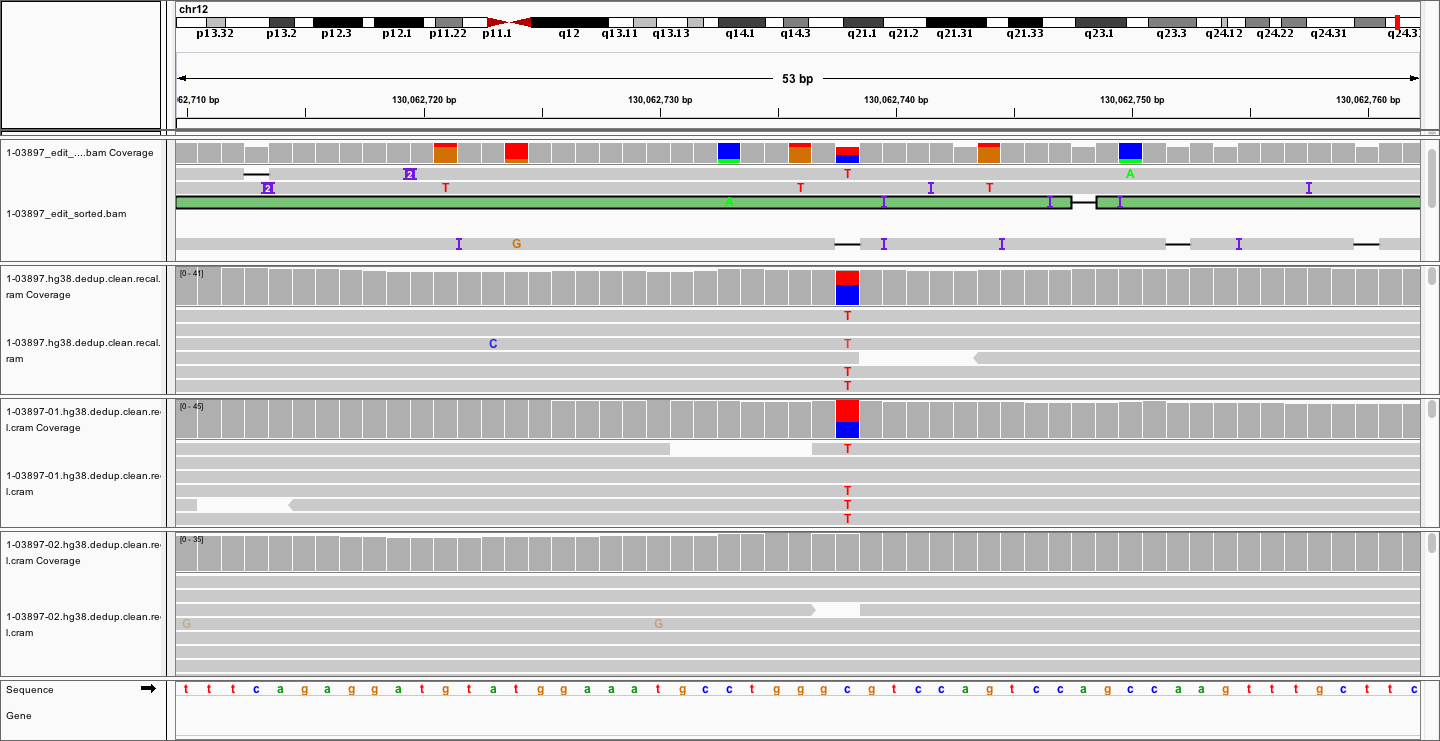 chr12
p13.32 p13.2 p12.3 p12.1 p11.22 p11.1 q12 q13.11 q13.13 q14.1 q14.3 q21.1 q21.2 q21.31 q21.33 q23.1 q23.3 q24.12 q24.22 q24.31 q24.3
53 bp
62,710 bp 130,062,720 bp 130,062,730 bp 130,062,740 bp 130,062,750 bp 130,062,760 bp
1-03897_edit_....bam Coverage
2 T A
2 T T I T I
1-03897_edit_sorted.bam
A I I I
I G I I I
[0 - 41]
1-03897.hg38.dedup.clean.recal.
ram Coverage
T
1-03897.hg38.dedup.clean.recal.
ram
C T
T
T
[0 - 45]
1-03897-01.hg38.dedup.clean.re
l.cram Coverage
T
1-03897-01.hg38.dedup.clean.re
l.cram
T
T
T
[0 - 35]
1-03897-02.hg38.dedup.clean.re
l.cram Coverage
1-03897-02.hg38.dedup.clean.re
l.cram
G G
Sequence t t t c a g a g g a t g t a t g g a a a t g c c t g g g c g t c c a g t c c a g c c a a g t t t g c t t c
Gene